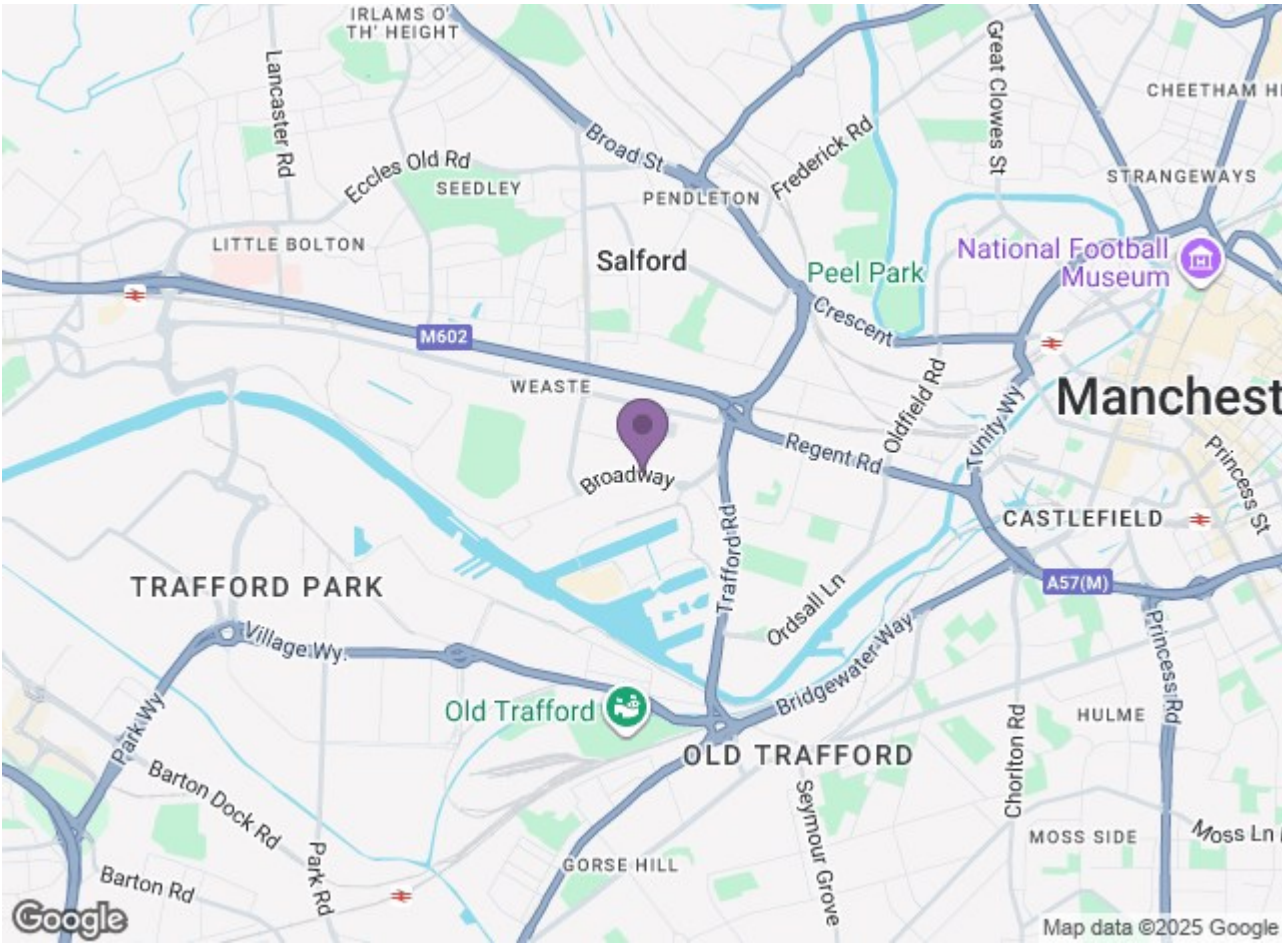 IRLAMS O'
TH' HEIGHT
Lancaster Rd
Great Clowes St
CHEETHAM HI
Broad St
Frederick Rd
Eccles Old Rd
SEEDLEY
PENDLETON
STRANGEWAYS
LITTLE BOLTON
Salford
Peel Park
National Football
Museum
Crescent
M602
WEASTE
Oldfield Rd
Trinity Wy
Manchest
Regent Rd
Princess St
Broadway
Trafford Rd
CASTLEFIELD
TRAFFORD PARK
A57(M)
Ordsall Ln
Village Wy.
Bridgewater Way
Princess Rd
Park Wy
Old Trafford
HULME
OLD TRAFFORD
Chorlton Rd
Barton Dock Rd
Seymour Grove
MOSS SIDE
Moss Ln
Park Rd
GORSE HILL
Barton Rd
Google
Map data ©2025 Google